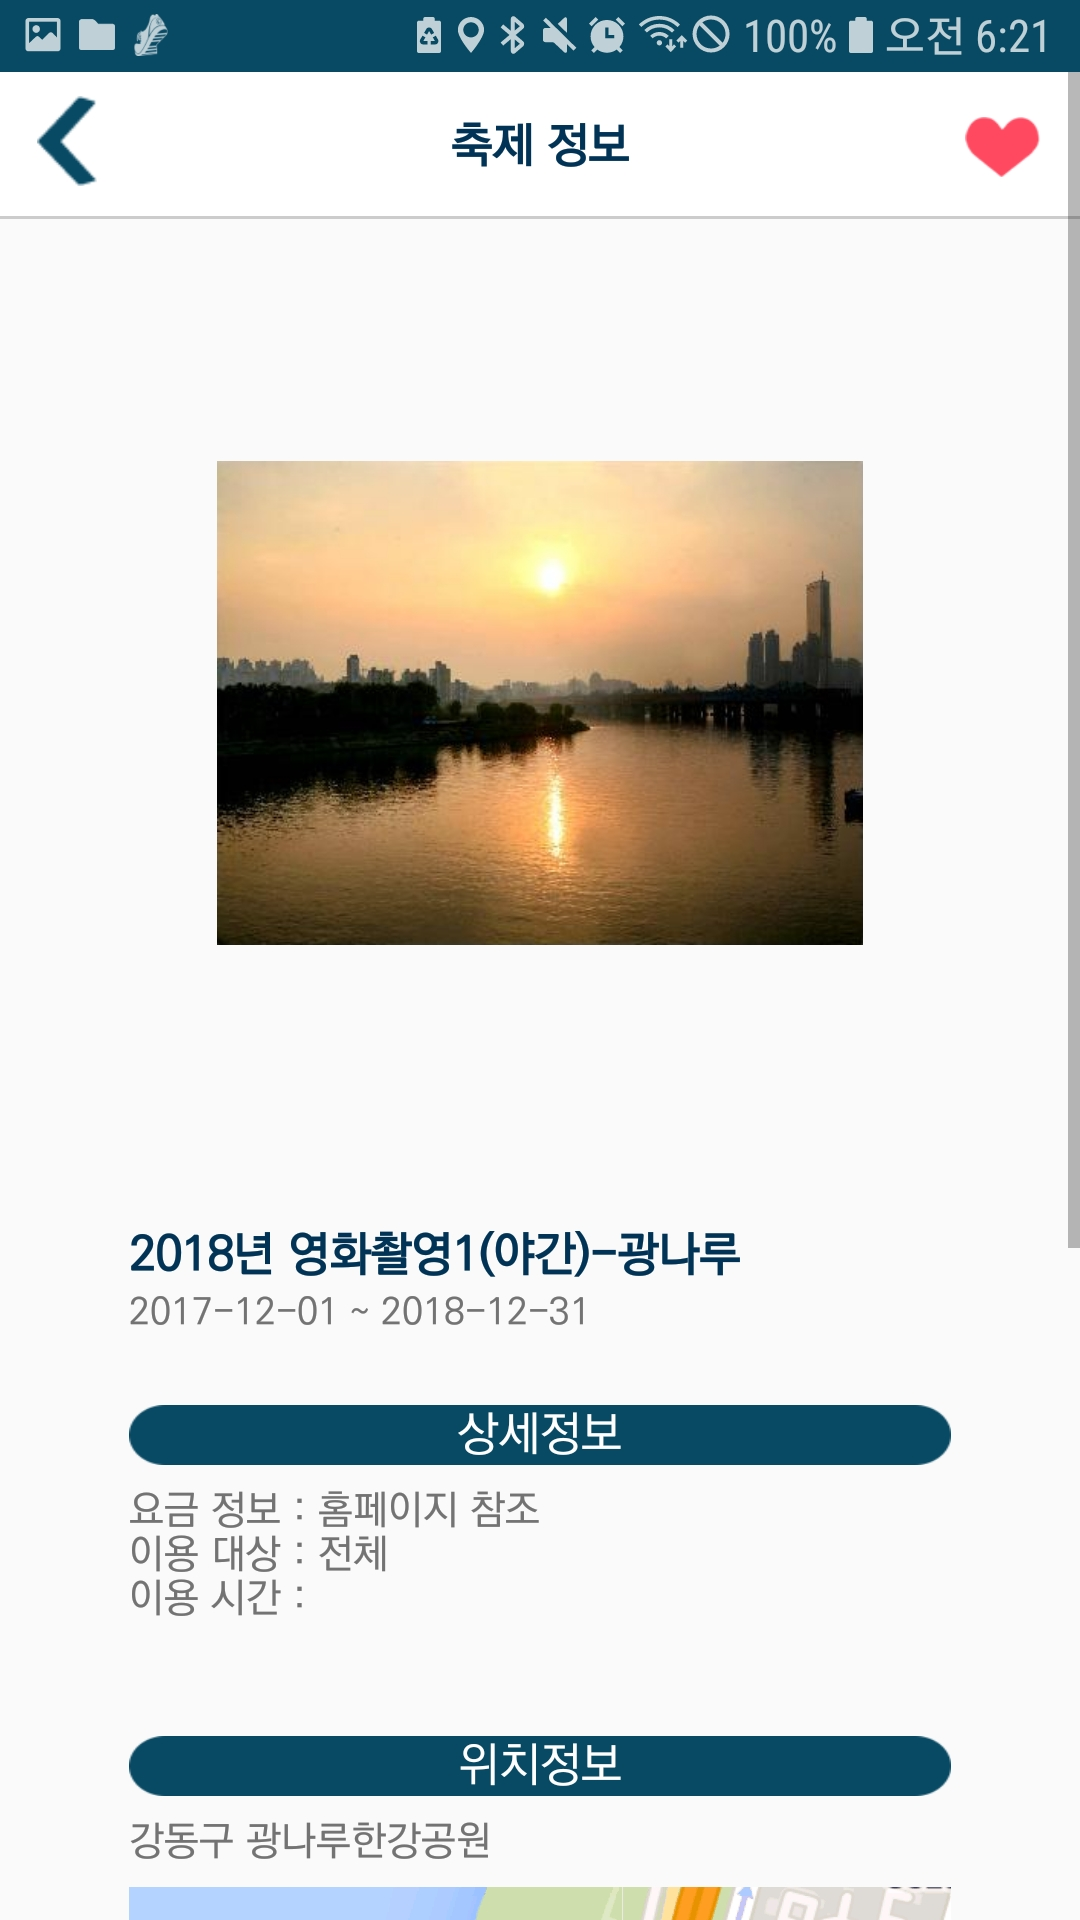 100% 오전 6:21
축제 정보
2018년 영화촬영1(야간)-광나루
2017-12-01 ~ 2018-12-31
상세정보
요금 정보 : 홈페이지 참조
이용 대상 : 전체
이용 시간 :
위치정보
강동구 광나루한강공원